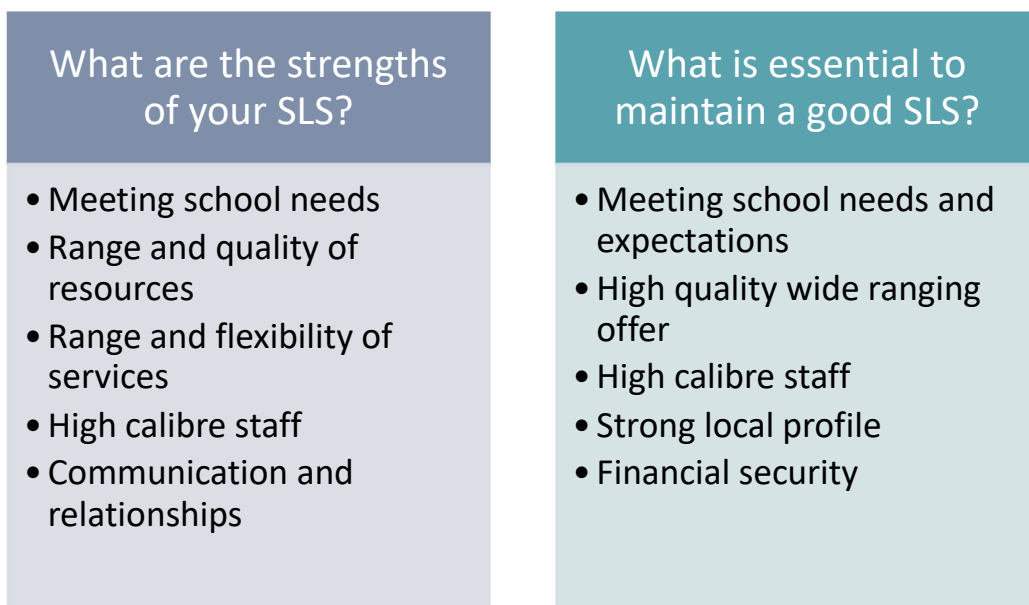 What are the strengths
of your SLS?
• Meeting school needs
• Range and quality of
resources
• Range and flexibility of
services
• High calibre staff
• Communication and
relationships
What is essential to
maintain a good SLS?
• Meeting school needs and
expectations
• High quality wide ranging
offer
• High calibre staff
• Strong local profile
• Financial security